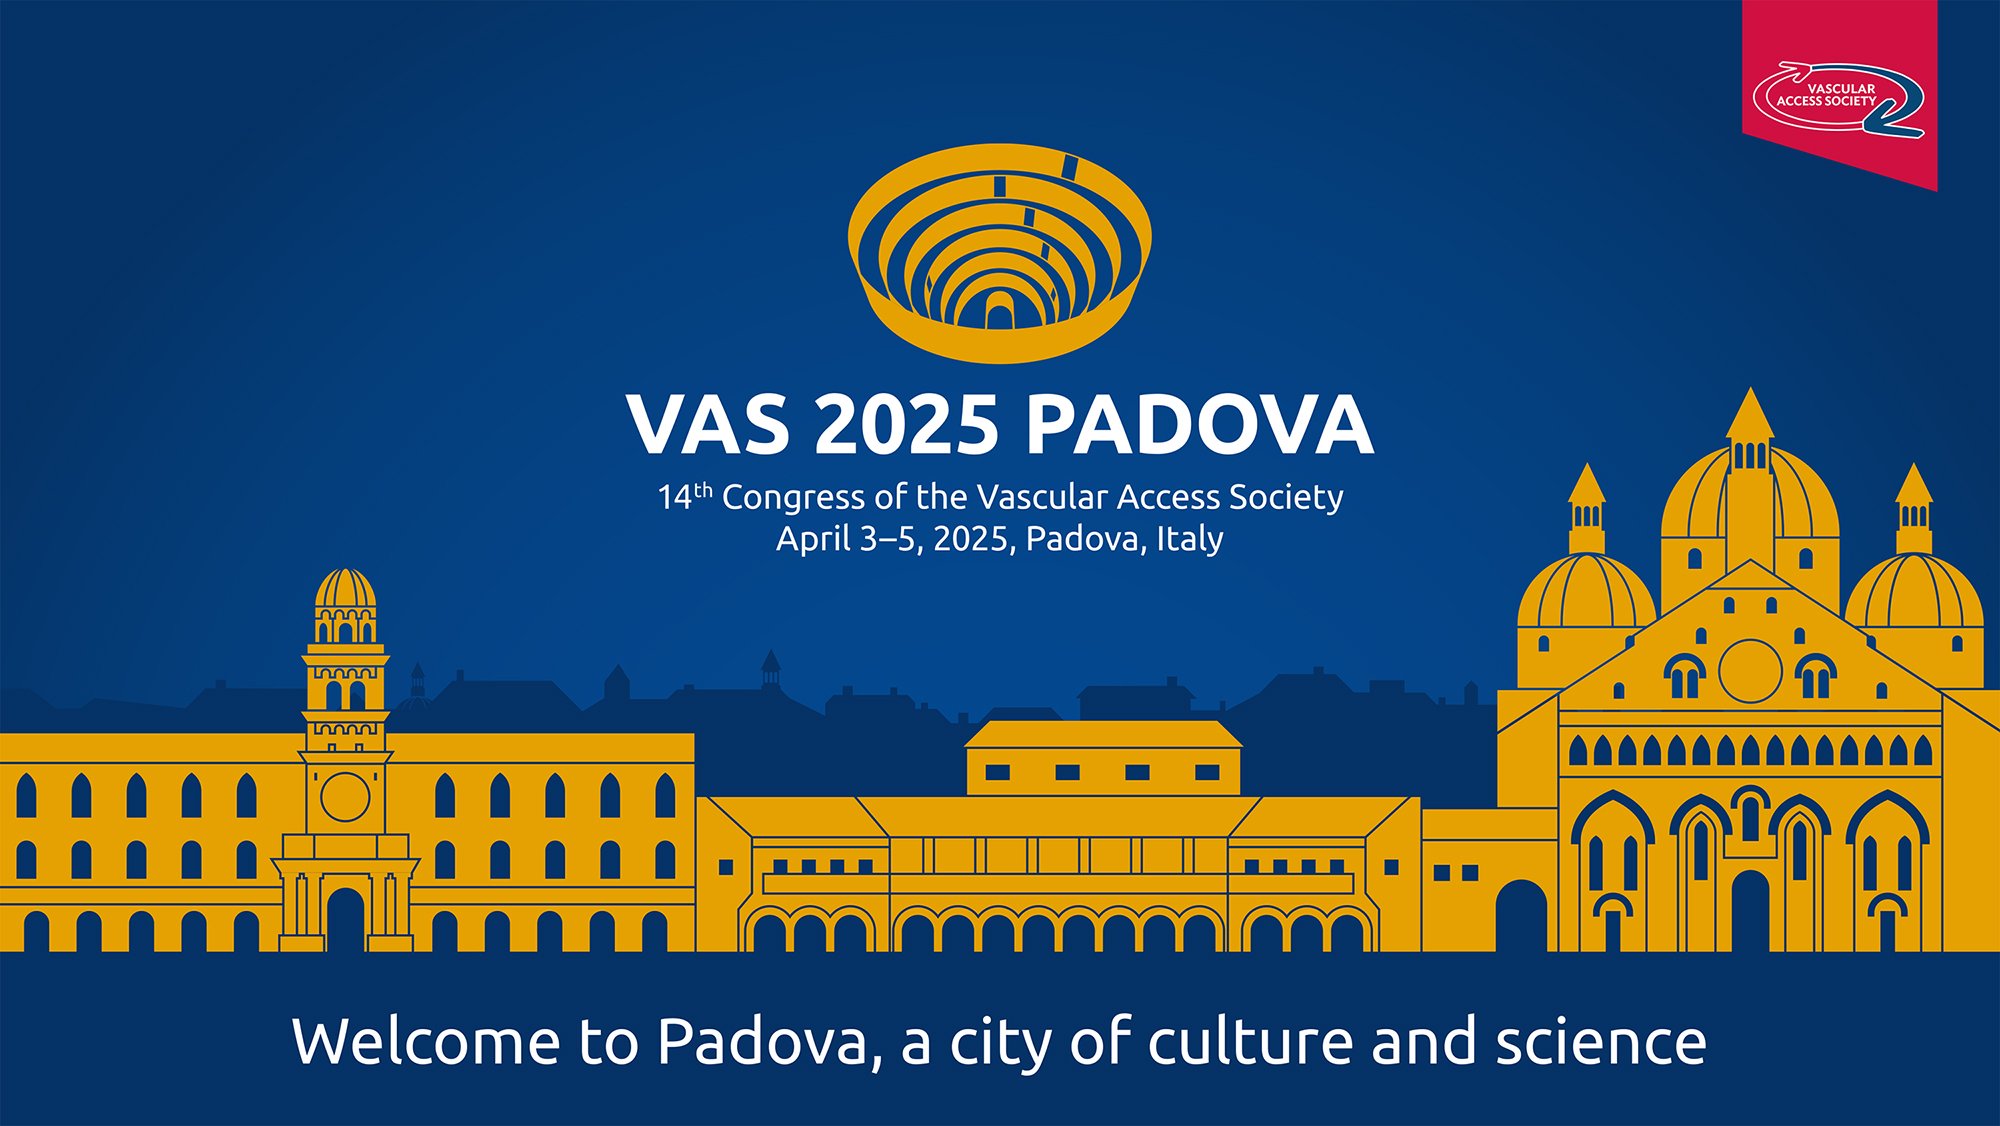 VASCULAR
ACCESS SOCIETY
VAS 2025 PADOVA
14th Congress of the Vascular Access Society
April 3–5, 2025, Padova, Italy
Welcome to Padova, a city of culture and science